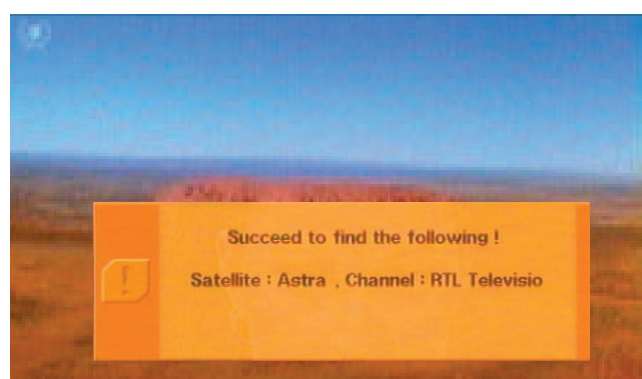 Succeed to find the following !
Satellite : Astra , Channel : RTL Televisio